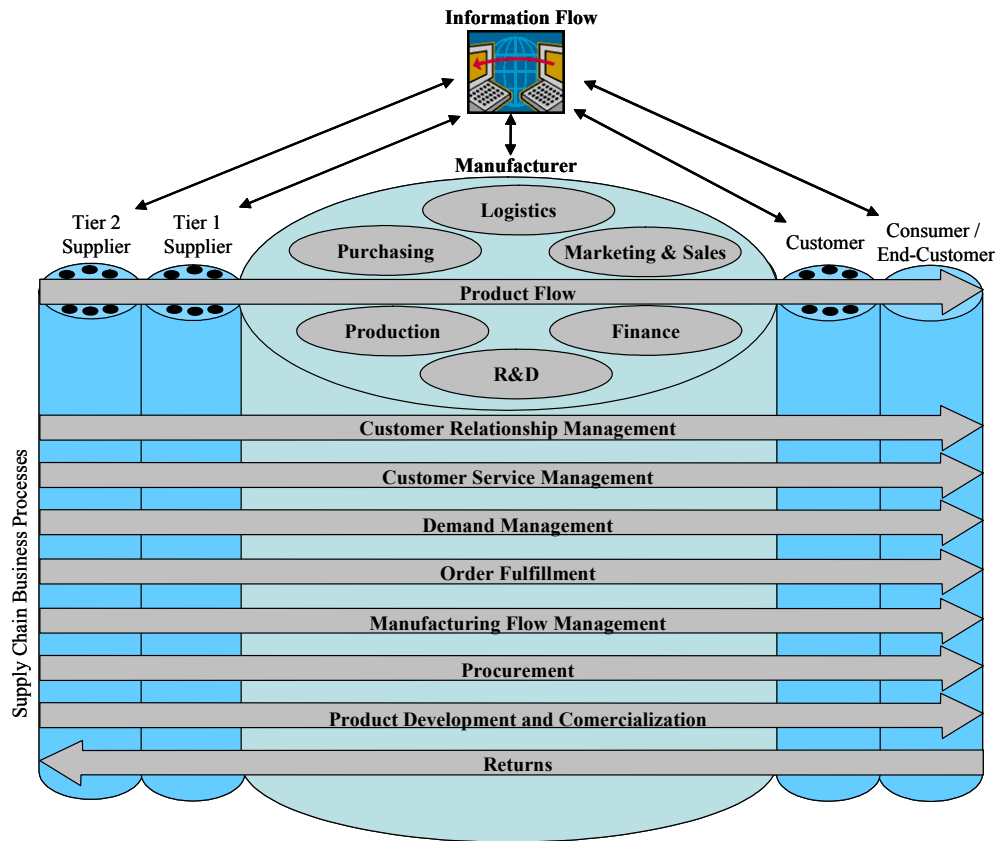 Information Flow
Manufacturer
Tier 2
Supplier
Tier 1
Supplier
Logistics
Purchasing
Marketing & Sales
Customer
Consumer /
End-Customer
Product Flow
Production
Finance
R&D
Supply Chain Business Processes
Customer Relationship Management
Customer Service Management
Demand Management
Order Fulfillment
Manufacturing Flow Management
Procurement
Product Development and Comercialization
Returns